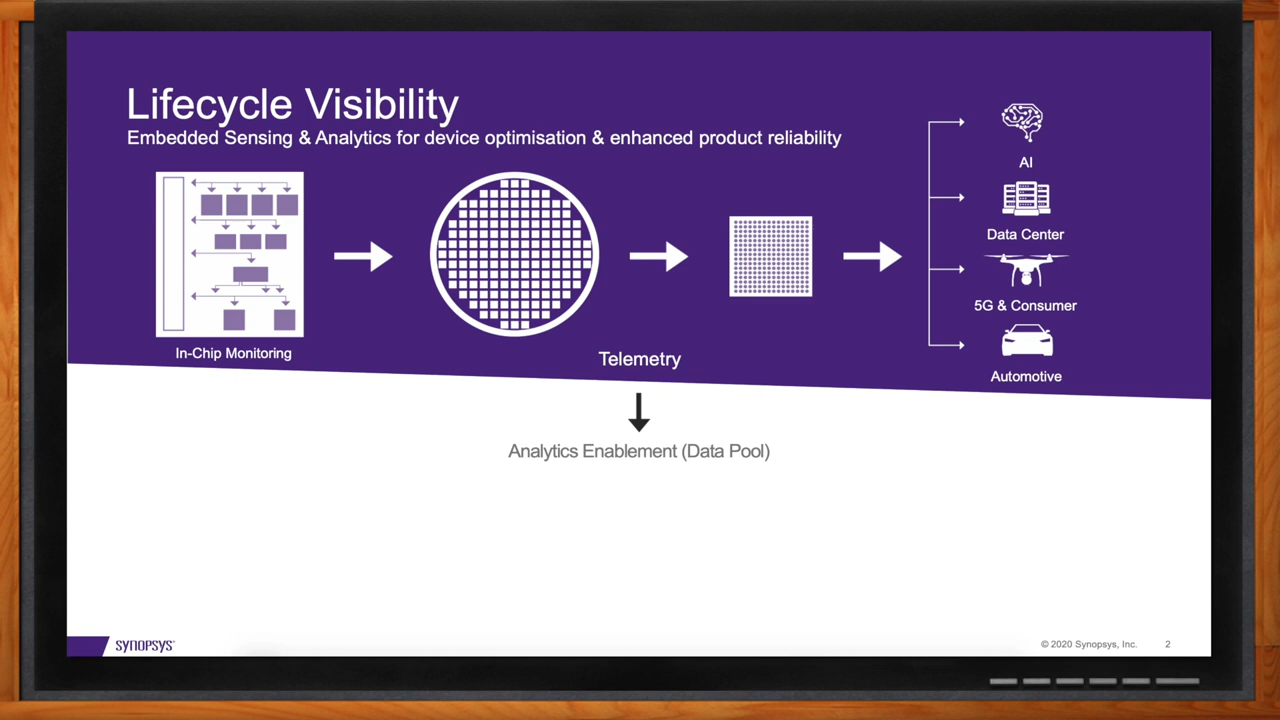 Lifecycle Visibility
Embedded Sensing & Analytics for device optimisation & enhanced product reliability
AI
Data Center
5G & Consumer
Automotive
In-Chip Monitoring
Telemetry
Analytics Enablement (Data Pool)
SYNOPSYS
© 2020 Synopsys, Inc.
2